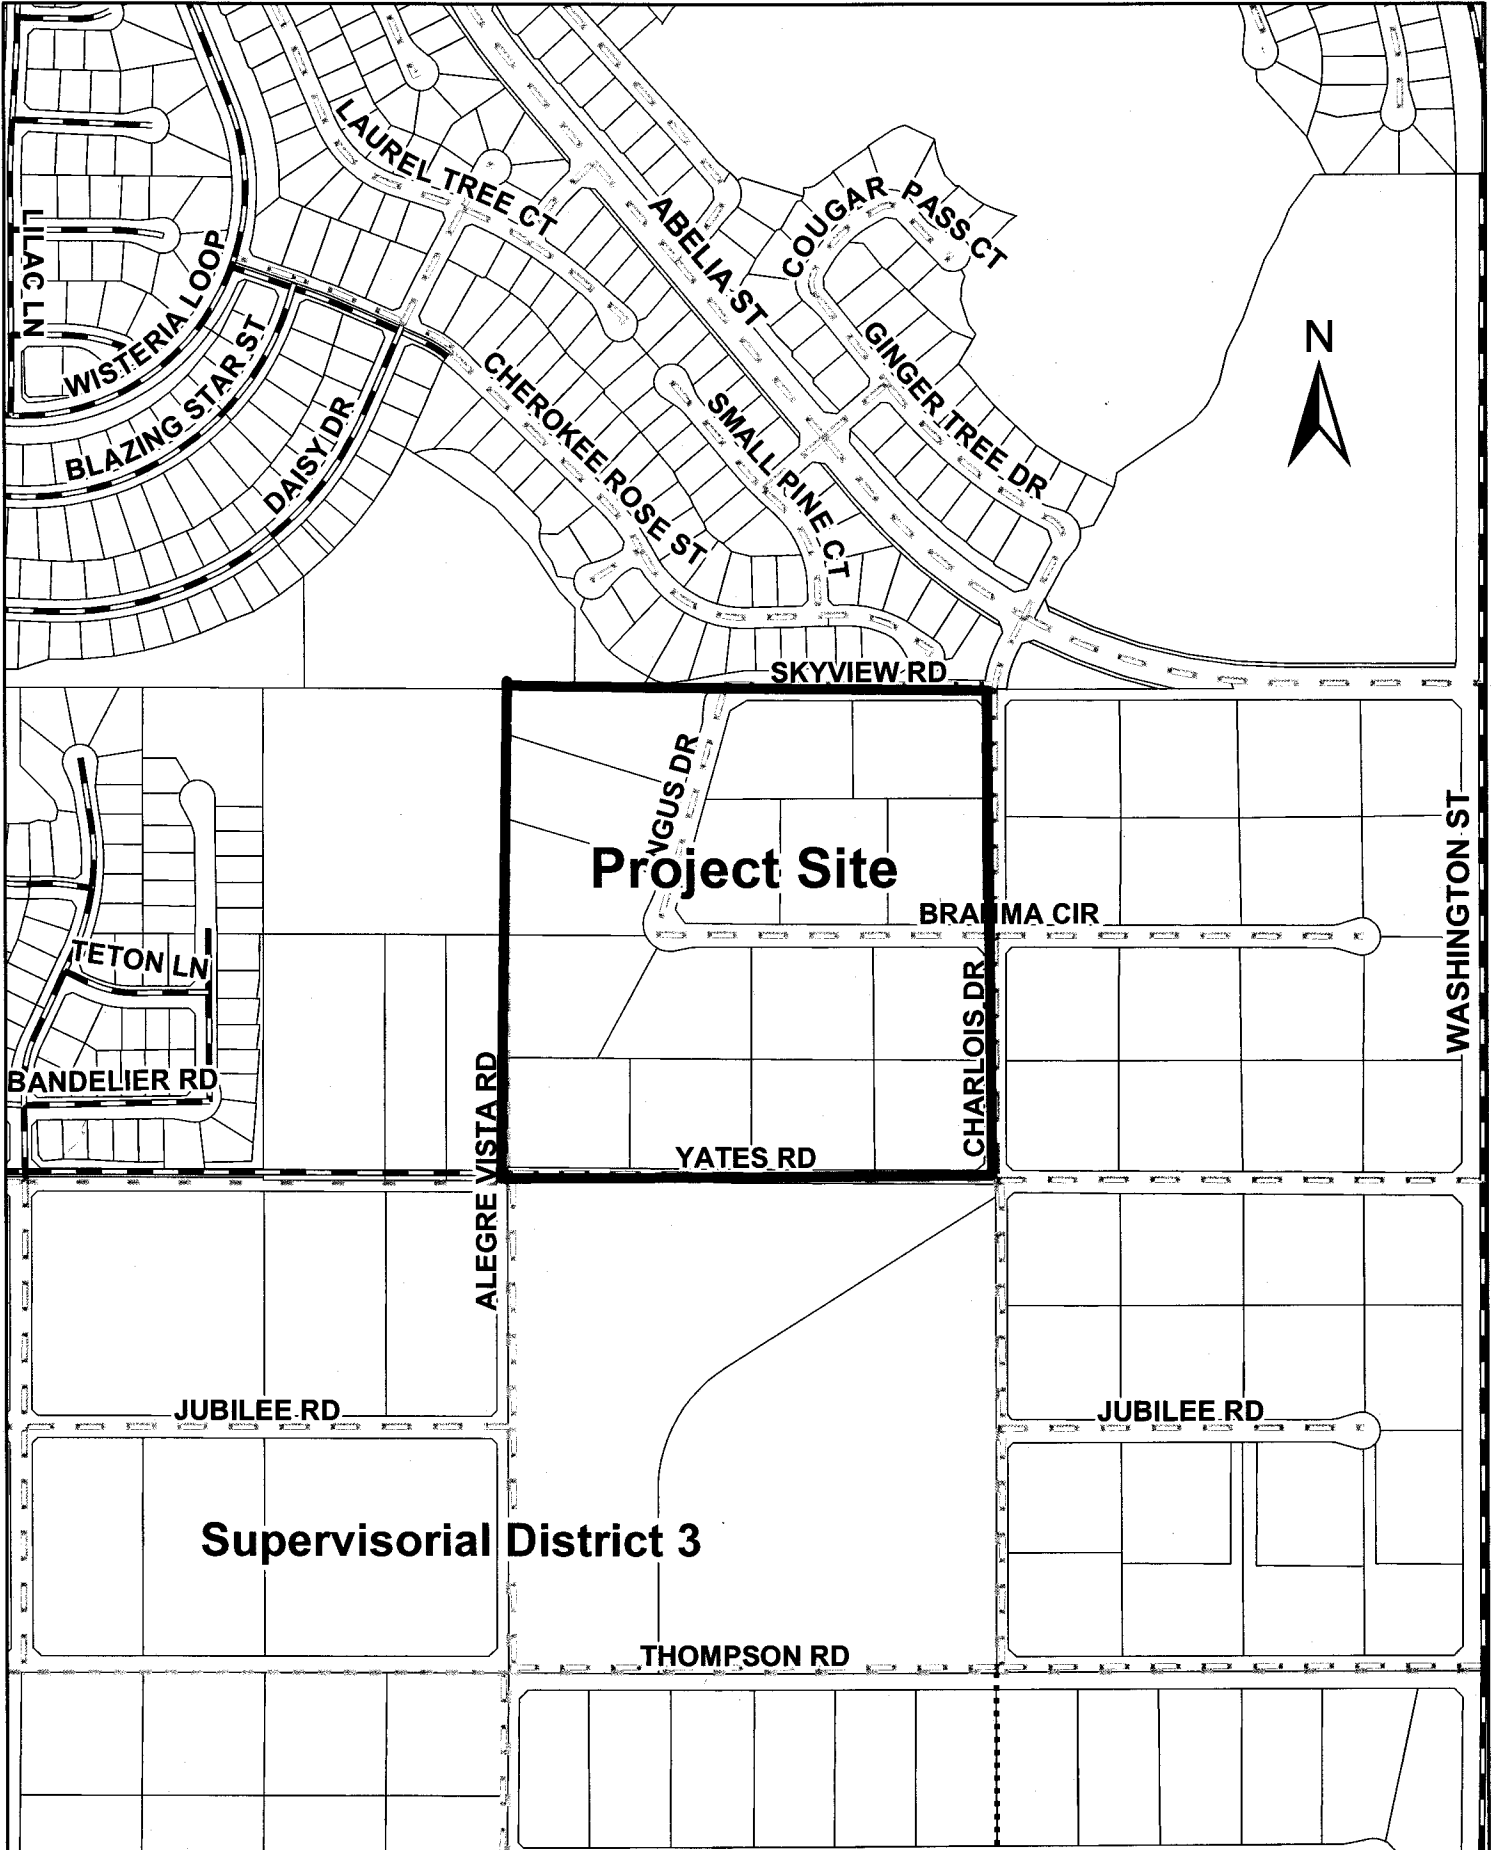 LAUREL TREE CT
COUGAR PASS CT
ABELIA ST
LILAC LN
WISTERIA LOOP
BLAZING STAR ST
DAISY DR
CHEROKEE ROSE ST
SMALL PINE CT
GINGER TREE DR
N
SKYVIEW RD
NGUS DR
Project Site
BRAHMA CIR
WASHINGTON ST
TETON LN
CHARLOIS DR
BANDELIER RD
ALEGRE VISTA RD
YATES RD
JUBILEE RD
JUBILEE RD
Supervisorial District 3
THOMPSON RD